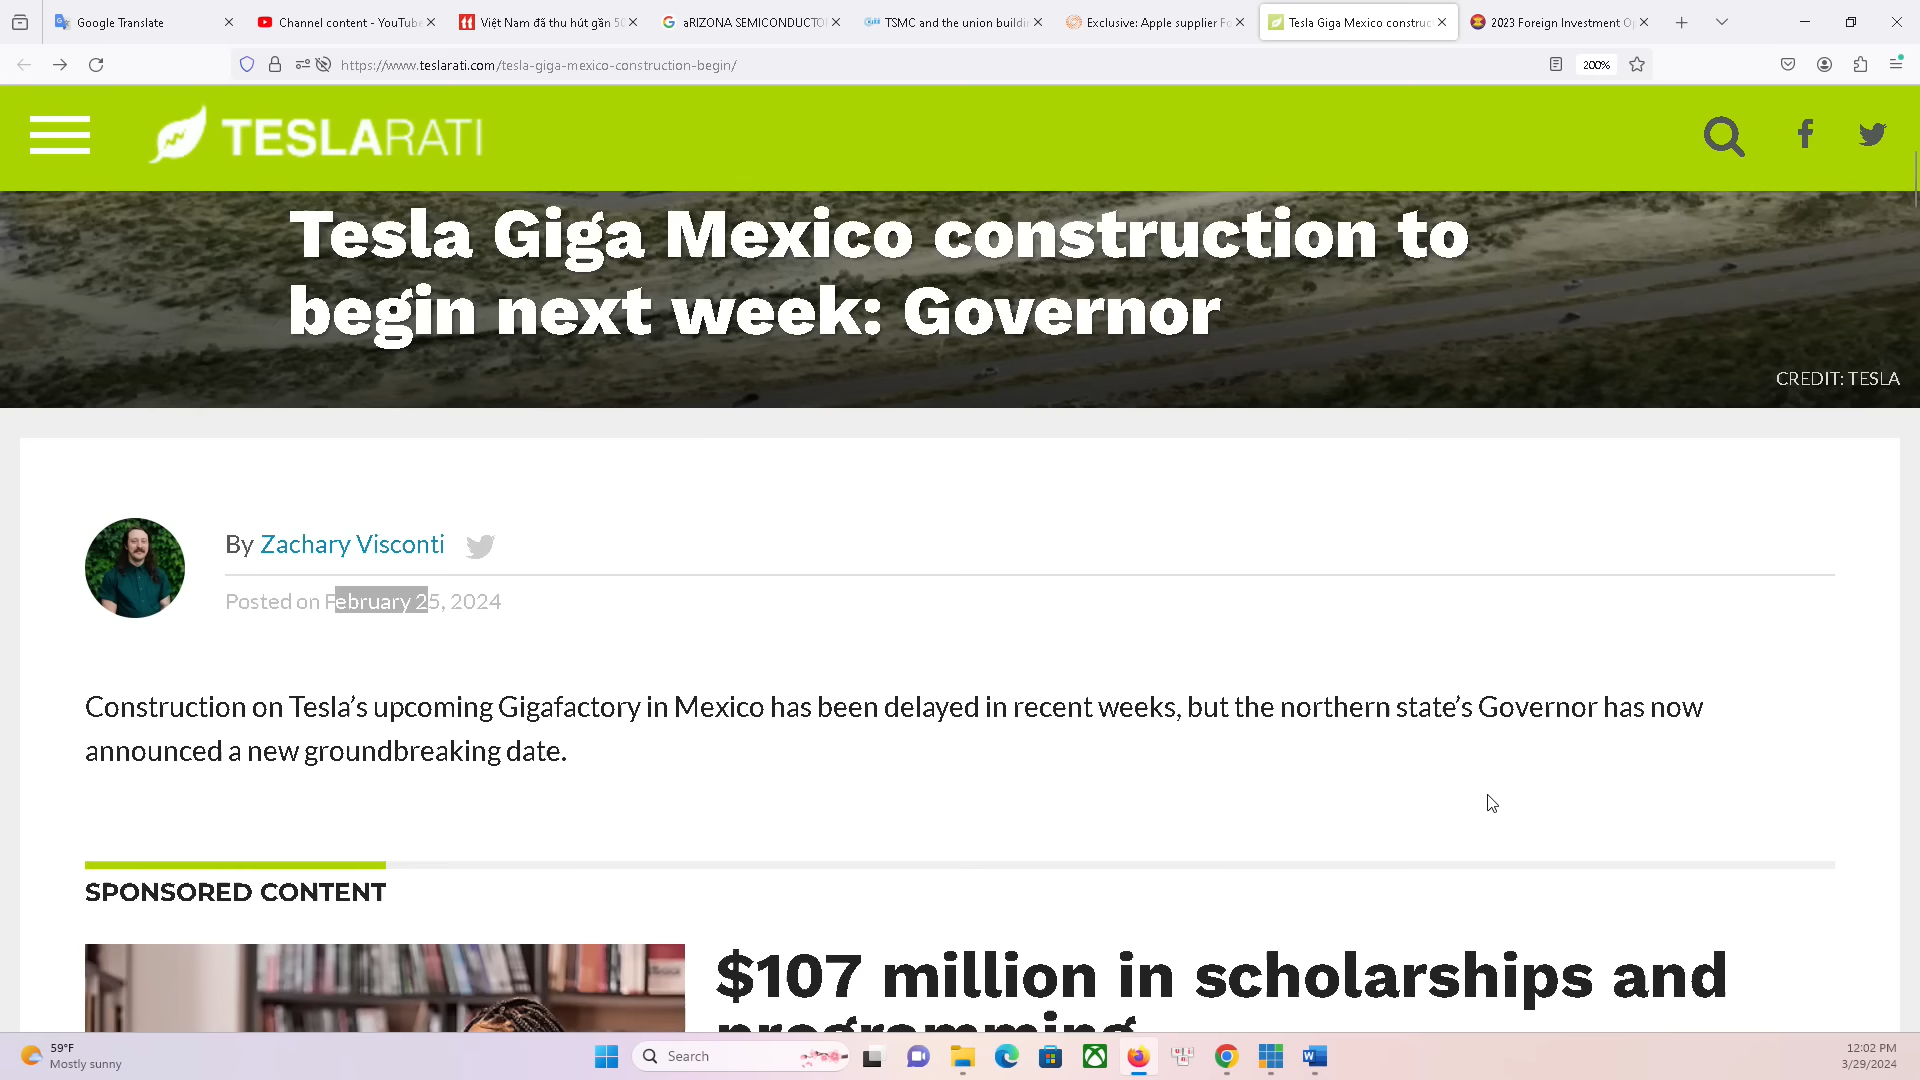 Google Translate
Channel content - YouTube
Việt Nam đã thu hút gần 50
aRIZONA SEMICONDUCTO
TSMC and the union buildi
Exclusive: Apple supplier Fo
Tesla Giga Mexico construc
2023 Foreign Investment O
https://www.teslarati.com/tesla-giga-mexico-construction-begin/
200%
TESLARATI
Tesla Giga Mexico construction to
begin next week: Governor
CREDIT: TESLA
By Zachary Visconti
Posted on February 25, 2024
Construction on Tesla’s upcoming Gigafactory in Mexico has been delayed in recent weeks, but the northern state’s Governor has now
announced a new groundbreaking date.
SPONSORED CONTENT
$107 million in scholarships and
programming
59°F
Mostly sunny
Search
12:02 PM
3/29/2024